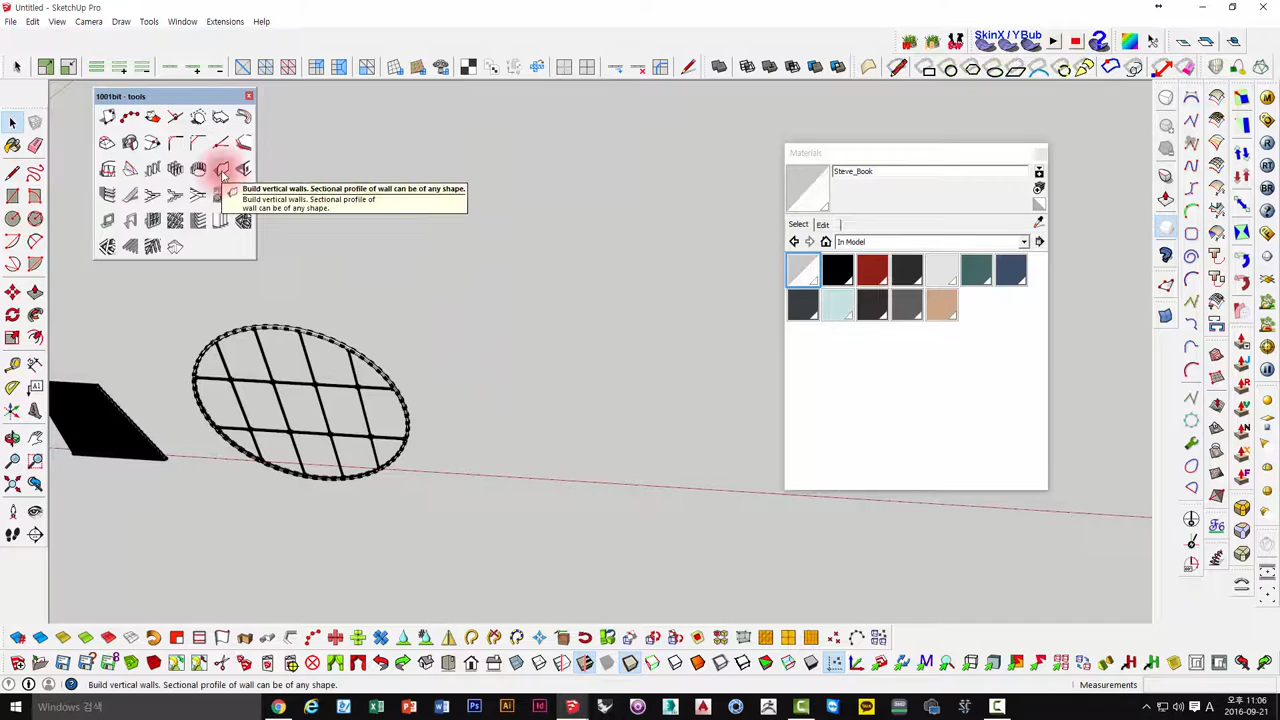 Untitled - SketchUp Pro
File Edit View Camera Draw Tools Window Extensions Help
SkinX / YBub
1001bit - tools
Build vertical walls. Sectional profile of wall can be of any shape.
Build vertical walls. Sectional profile of
wall can be of any shape.
Materials
Steve_Book
Select Edit
In Model
Build vertical walls. Sectional profile of wall can be of any shape.
Measurements
Windows 검색
A
오후 11:06
2016-09-21